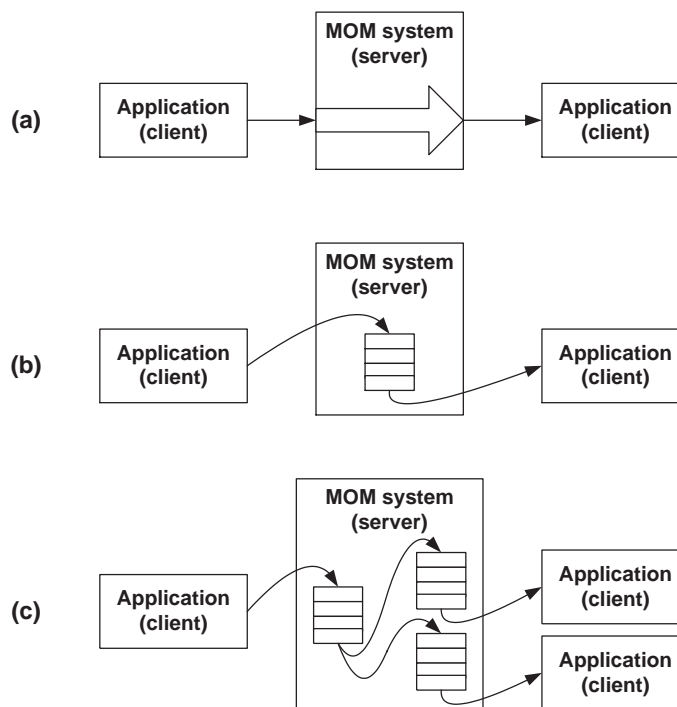 MOM system
(server)
(a)
Application
(client)
Application
(client)
MOM system
(server)
(b)
Application
(client)
Application
(client)
MOM system
(server)
(c)
Application
(client)
Application
(client)
Application
(client)